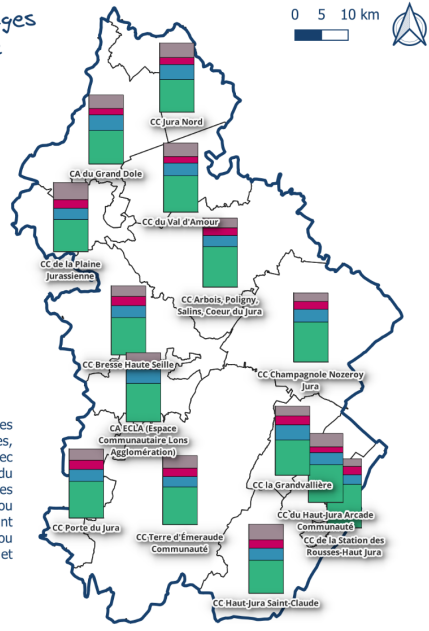 ges
0 5 10 km
CC Jura Nord
CA du Grand Dole
CC du Val d'Amour
CC de la Plaine
Jurassienne
CC Arbois, Poligny,
Salins, Coeur du Jura
CC Bresse Haute Seille
CC Champagnole Nozeroy
Jura
CA ECLA (Espace
Communautaire Lons
Agglomération)
es
es,
ec
du
es
ou
nt
ou
et
CC la Grandvallière
CC du Haut-Jura Arcade
Communauté
CC de la Station des
Rousses-Haut Jura
CC Porte du Jura
CC Terre d'Émeraude
Communauté
CC Haut-Jura Saint-Claude